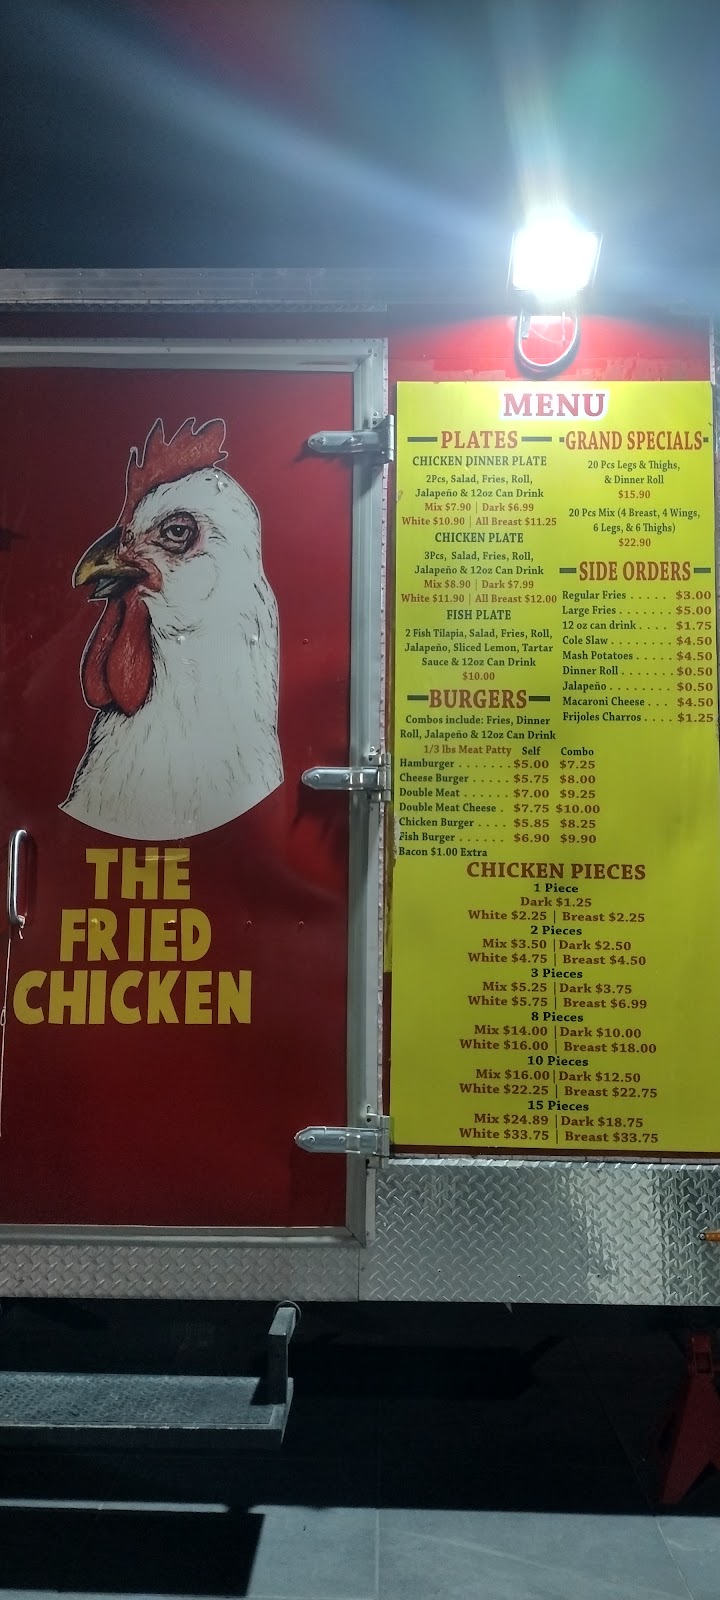 THE
FRIED
CHICKEN
MENU
PLATES
CHICKEN DINNER PLATE
2Pcs, Salad, Fries, Roll,
Jalapeño & 12oz Can Drink
Mix $7.90 | Dark $6.99
White $10.90 | All Breast $11.25
CHICKEN PLATE
3Pcs, Salad, Fries, Roll,
Jalapeño & 12oz Can Drink
Mix $8.90 | Dark $7.99
White $11.90 | All Breast $12.00
FISH PLATE
2 Fish Tilapia, Salad, Fries, Roll,
Jalapeño, Sliced Lemon, Tartar
Sauce & 12oz Can Drink
$10.00
GRAND SPECIALS
20 Pcs Legs & Thighs,
& Dinner Roll
$15.90
20 Pcs Mix (4 Breast, 4 Wings,
6 Legs, & 6 Thighs)
$22.90
SIDE ORDERS
Regular Fries . . . . . $3.00
Large Fries . . . . . . . $5.00
12 oz can drink . . . . $1.75
Cole Slaw . . . . . . . . $4.50
Mash Potatoes . . . . . $4.50
Dinner Roll . . . . . . . $0.50
Jalapeño . . . . . . . . $0.50
Macaroni Cheese . . . $4.50
Frijoles Charros . . . . $1.25
BURGERS
Combos include: Fries, Dinner
Roll, Jalapeño & 12oz Can Drink
1/3 lbs Meat Patty Self Combo
Hamburger . . . . . . . $5.00 $7.25
Cheese Burger . . . . . $5.75 $8.00
Double Meat . . . . . . $7.00 $9.25
Double Meat Cheese . $7.75 $10.00
Chicken Burger . . . . $5.85 $8.25
Fish Burger . . . . . . $6.90 $9.90
Bacon $1.00 Extra
CHICKEN PIECES
1 Piece
Dark $1.25
White $2.25 | Breast $2.25
2 Pieces
Mix $3.50 | Dark $2.50
White $4.75 | Breast $4.50
3 Pieces
Mix $5.25 | Dark $3.75
White $5.75 | Breast $6.99
8 Pieces
Mix $14.00 | Dark $10.00
White $16.00 | Breast $18.00
10 Pieces
Mix $16.00 | Dark $12.50
White $22.25 | Breast $22.75
15 Pieces
Mix $24.89 | Dark $18.75
White $33.75 | Breast $33.75